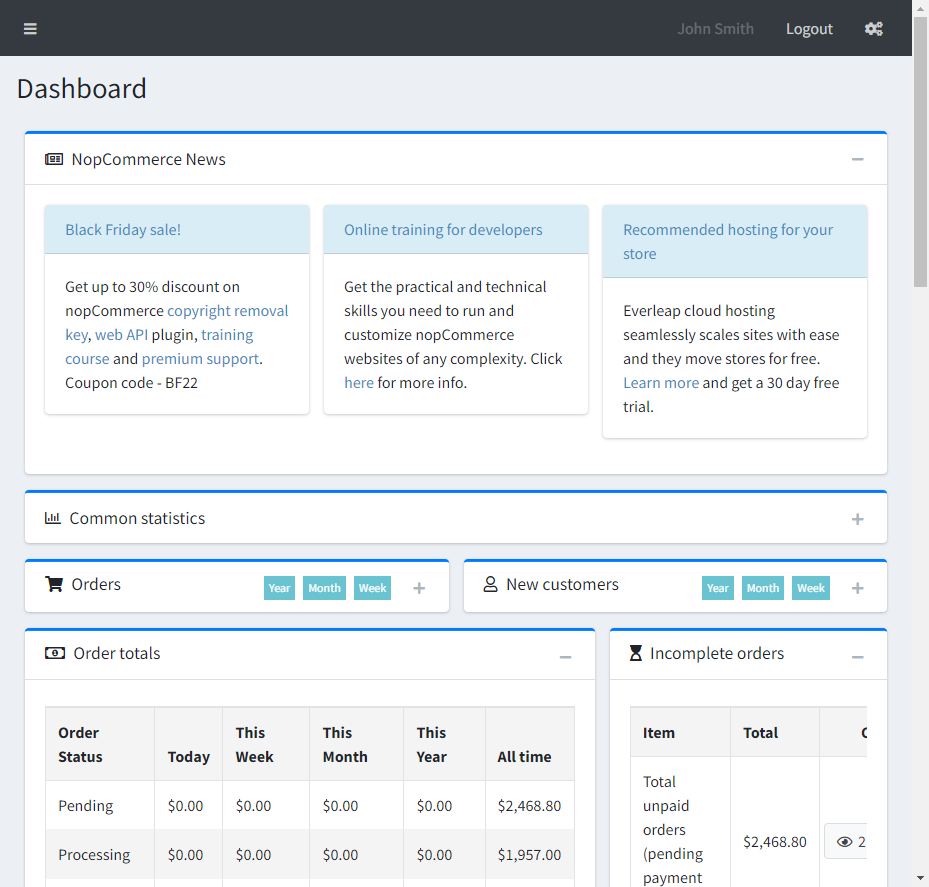 John Smith Logout
Dashboard
NopCommerce News
Black Friday sale!
Get up to 30% discount on
nopCommerce copyright removal
key, web API plugin, training
course and premium support.
Coupon code - BF22
Online training for developers
Get the practical and technical
skills you need to run and
customize nopCommerce
websites of any complexity. Click
here for more info.
Recommended hosting for your
store
Everleap cloud hosting
seamlessly scales sites with ease
and they move stores for free.
Learn more and get a 30 day free
trial.
Common statistics
Orders Year Month Week
New customers Year Month Week
Order totals
Order Status Today This Week This Month This Year All time
Pending $0.00 $0.00 $0.00 $0.00 $2,468.80
Processing $0.00 $0.00 $0.00 $0.00 $1,957.00
Incomplete orders
Item Total
Total
unpaid
orders
(pending
payment
$2,468.80 2